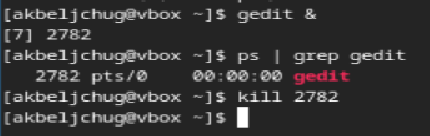 [akbeljchug@vbox ~]$ gedit &
[7] 2782
[akbeljchug@vbox ~]$ ps | grep gedit
   2782 pts/0    00:00:00 gedit
[akbeljchug@vbox ~]$ kill 2782
[akbeljchug@vbox ~]$